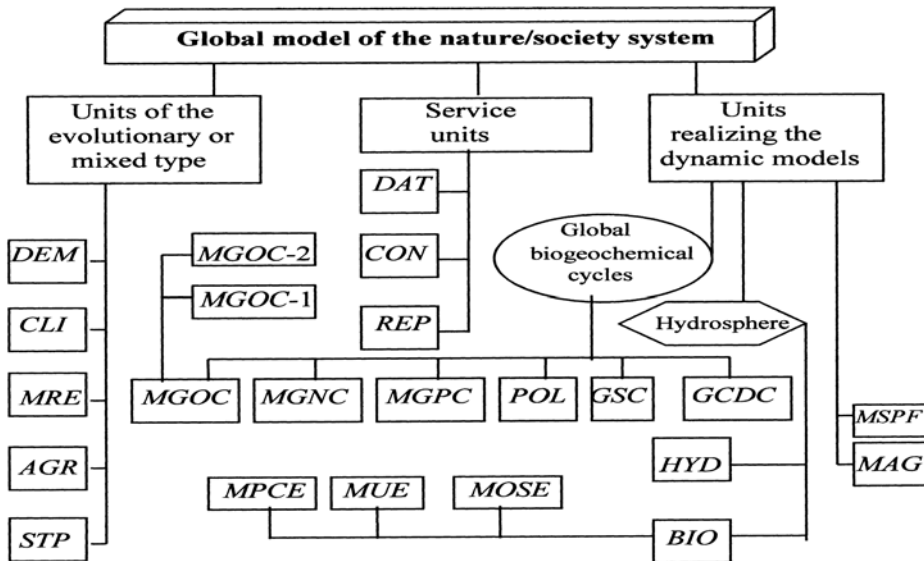 Global model of the nature/society system
Units of the
evolutionary or
mixed type
Service
units
Units
realizing the
dynamic models
DAT
CON
REP
Global
biogeochemical
cycles
Hydrosphere
DEM
CLI
MRE
AGR
STP
MGOC-2
MGOC-1
MGOC
MGNC
MGPC
POL
GSC
GCDC
MSPF
MAG
HYD
BIO
MPCE
MUE
MOSE